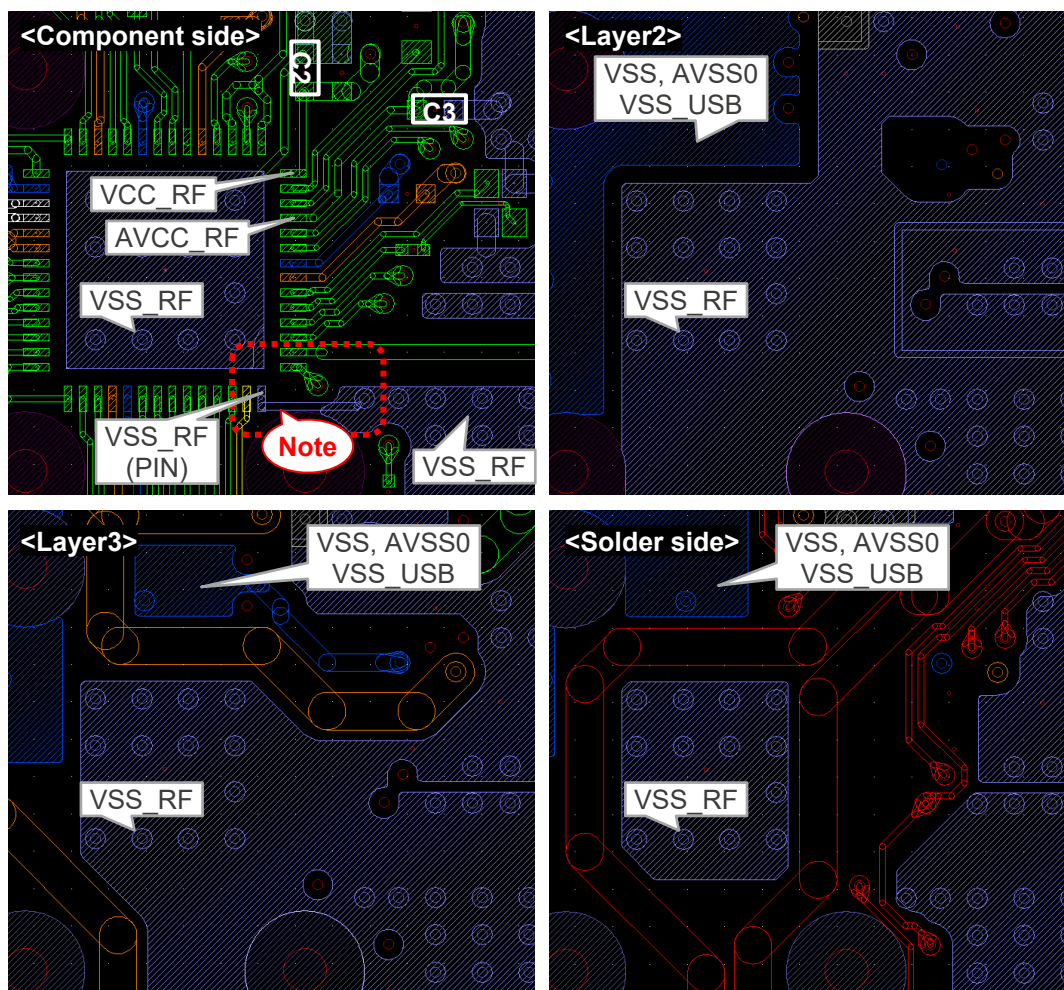 <Component side>
C2
C3
VCC_RF
AVCC_RF
VSS_RF
VSS_RF
(PIN)
Note
VSS_RF
<Layer2>
VSS, AVSS0
VSS_USB
VSS_RF
<Layer3>
VSS, AVSS0
VSS_USB
VSS_RF
<Solder side>
VSS, AVSS0
VSS_USB
VSS_RF